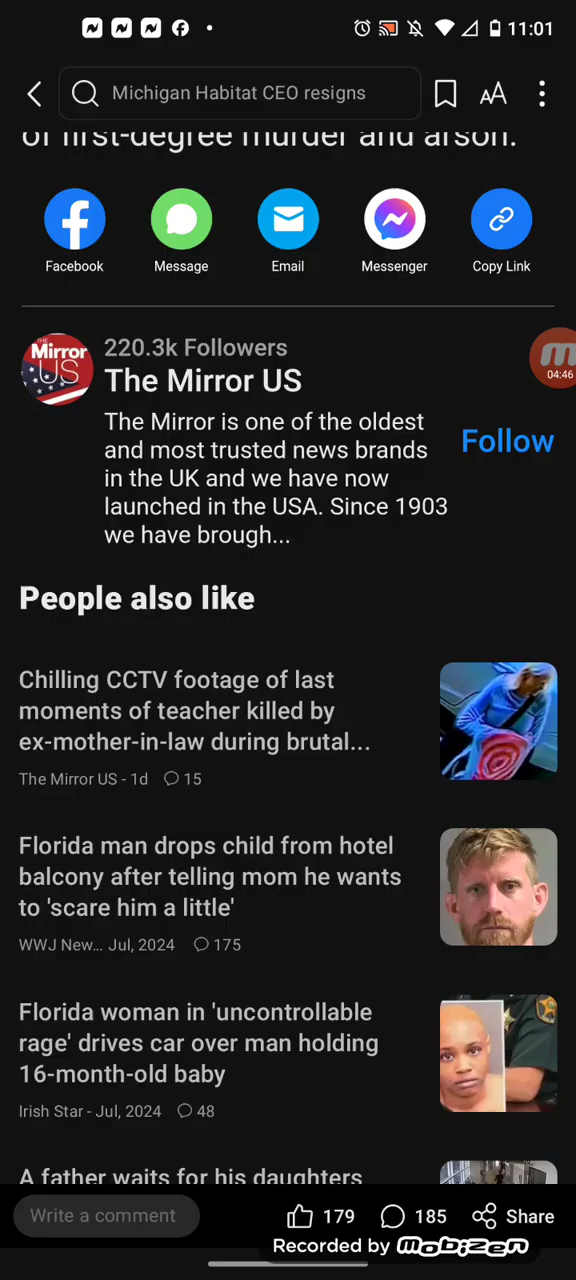 11:01
Michigan Habitat CEO resigns
of first-degree murder and arson.
Facebook
Message
Email
Messenger
Copy Link
THE
Mirror
US
220.3k Followers
The Mirror US
04:46
The Mirror is one of the oldest
and most trusted news brands
in the UK and we have now
launched in the USA. Since 1903
we have brough...
Follow
People also like
Chilling CCTV footage of last
moments of teacher killed by
ex-mother-in-law during brutal...
The Mirror US - 1d 15
Florida man drops child from hotel
balcony after telling mom he wants
to 'scare him a little'
WWJ New... Jul, 2024 175
Florida woman in 'uncontrollable
rage' drives car over man holding
16-month-old baby
Irish Star - Jul, 2024 48
A father waits for his daughters
Write a comment
179
185
Share
Recorded by mobizen